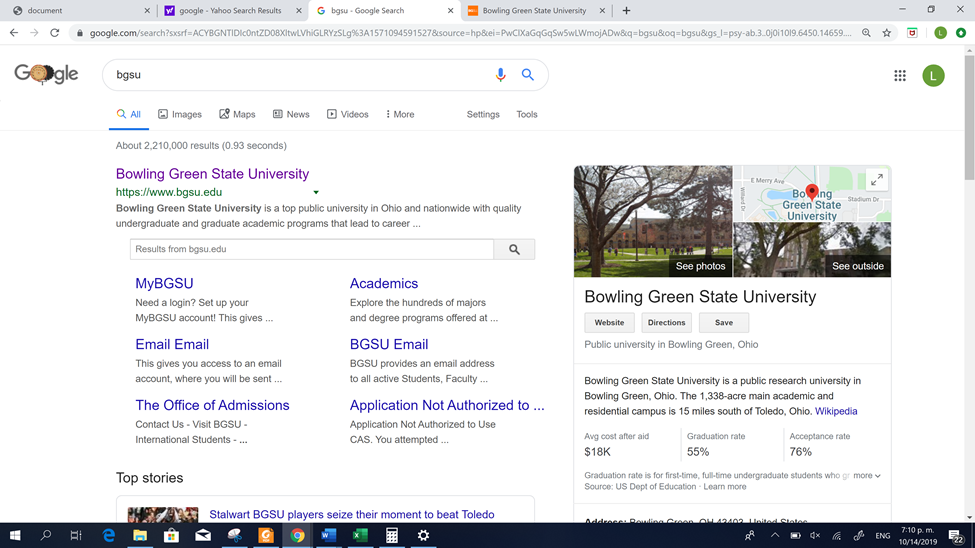 document
google - Yahoo Search Results
bgsu - Google Search
Bowling Green State University
google.com/search?sxsrf=ACYBGNTIDlc0ntZD08XltwLVhiGLRYzSLg%3A1571094591527&source=hp&ei=PwClXaGqGqSw5wLWmojADw&q=bgsu&oq=bgsu&gs_l=psy-ab.3..0j0i10l9.6450.14659....
Google
bgsu
L
All Images News Maps Videos More Settings Tools
About 2,210,000 results (0.93 seconds)
Bowling Green State University
https://www.bgsu.edu
Bowling Green State University is a top public university in Ohio and nationwide with quality
undergraduate and graduate academic programs that lead to career ...
Results from bgsu.edu
MyBGSU
Need a login? Set up your
MyBGSU account! This gives ...
Academics
Explore the hundreds of majors
and degree programs offered at ...
Email Email
This gives you access to an email
account, where you will be sent ...
BGSU Email
BGSU provides an email address
to all active Students, Faculty ...
The Office of Admissions
Contact Us - Visit BGSU -
International Students - ...
Application Not Authorized to ...
Application Not Authorized to Use
CAS. You attempted ...
Top stories
Stalwart BGSU players seize their moment to beat Toledo
See photos
E Merry Ave
Willard Dr
Stadium Dr
Bowling
Green State
University
See outside
Bowling Green State University
Website Directions Save
Public university in Bowling Green, Ohio
Bowling Green State University is a public research university in
Bowling Green, Ohio. The 1,338-acre main academic and
residential campus is 15 miles south of Toledo, Ohio. Wikipedia
Avg cost after aid Graduation rate Acceptance rate
$18K 55% 76%
Graduation rate is for first-time, full-time undergraduate students who gr more
Source: US Dept of Education - Learn more
Address: Bowling Green, OH 43403, United States
ENG
7:10 p. m.
10/14/2019
22